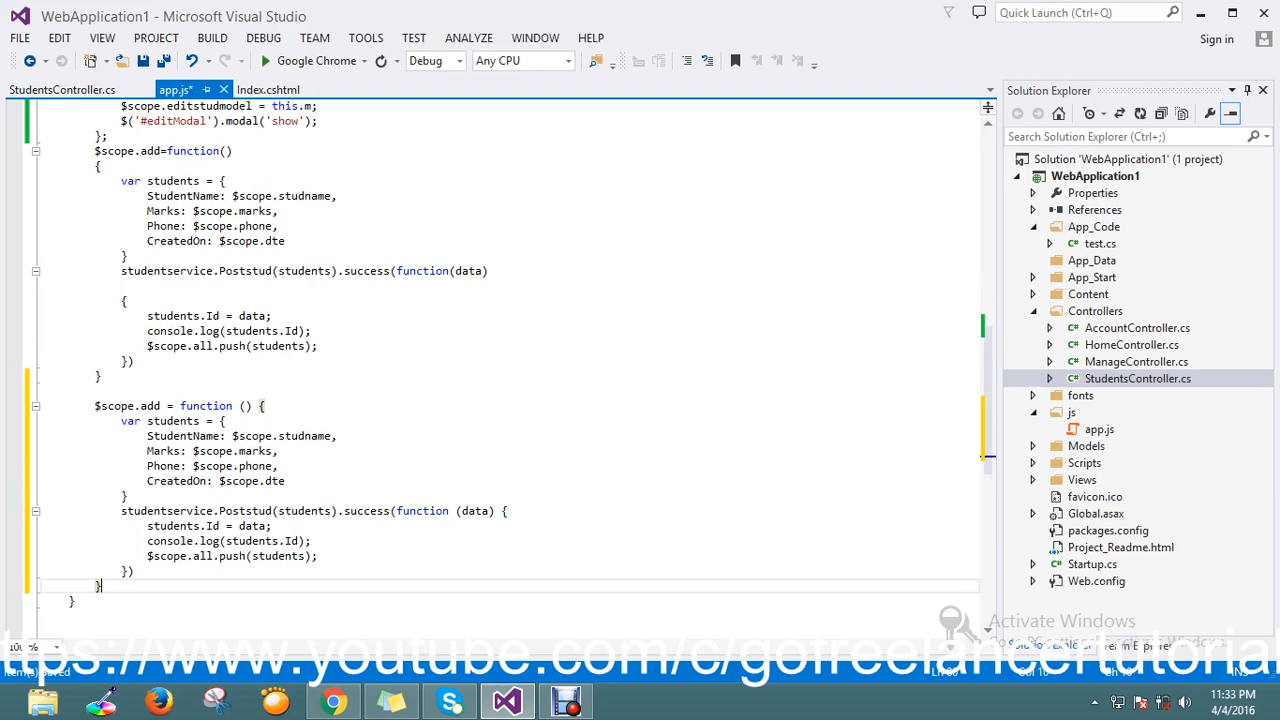 WebApplication1 - Microsoft Visual Studio
Quick Launch (Ctrl+Q)
FILE EDIT VIEW PROJECT BUILD DEBUG TEAM TOOLS TEST ANALYZE WINDOW HELP
Sign in
Google Chrome Debug Any CPU
StudentsController.cs app.js* Index.cshtml
$scope.editstudmodel = this.m;
$('#editModal').modal('show');
};
$scope.add=function()
{
var students = {
StudentName: $scope.studname,
Marks: $scope.marks,
Phone: $scope.phone,
CreatedOn: $scope.dte
}
studentservice.Poststud(students).success(function(data)
{
students.Id = data;
console.log(students.Id);
$scope.all.push(students);
})
}
$scope.add = function () {
var students = {
StudentName: $scope.studname,
Marks: $scope.marks,
Phone: $scope.phone,
CreatedOn: $scope.dte
}
studentservice.Poststud(students).success(function (data) {
students.Id = data;
console.log(students.Id);
$scope.all.push(students);
})
}
}
Solution Explorer
Search Solution Explorer (Ctrl+;)
Solution 'WebApplication1' (1 project)
WebApplication1
Properties
References
App_Code
test.cs
App_Data
App_Start
Content
Controllers
AccountController.cs
HomeController.cs
ManageController.cs
StudentsController.cs
fonts
js
app.js
Models
Scripts
Views
favicon.ico
Global.asax
packages.config
Project_Readme.html
Startup.cs
Web.config
Activate Windows
ttps://www.youtube.com/c/gofreelancertutorial
11:33 PM
4/4/2016